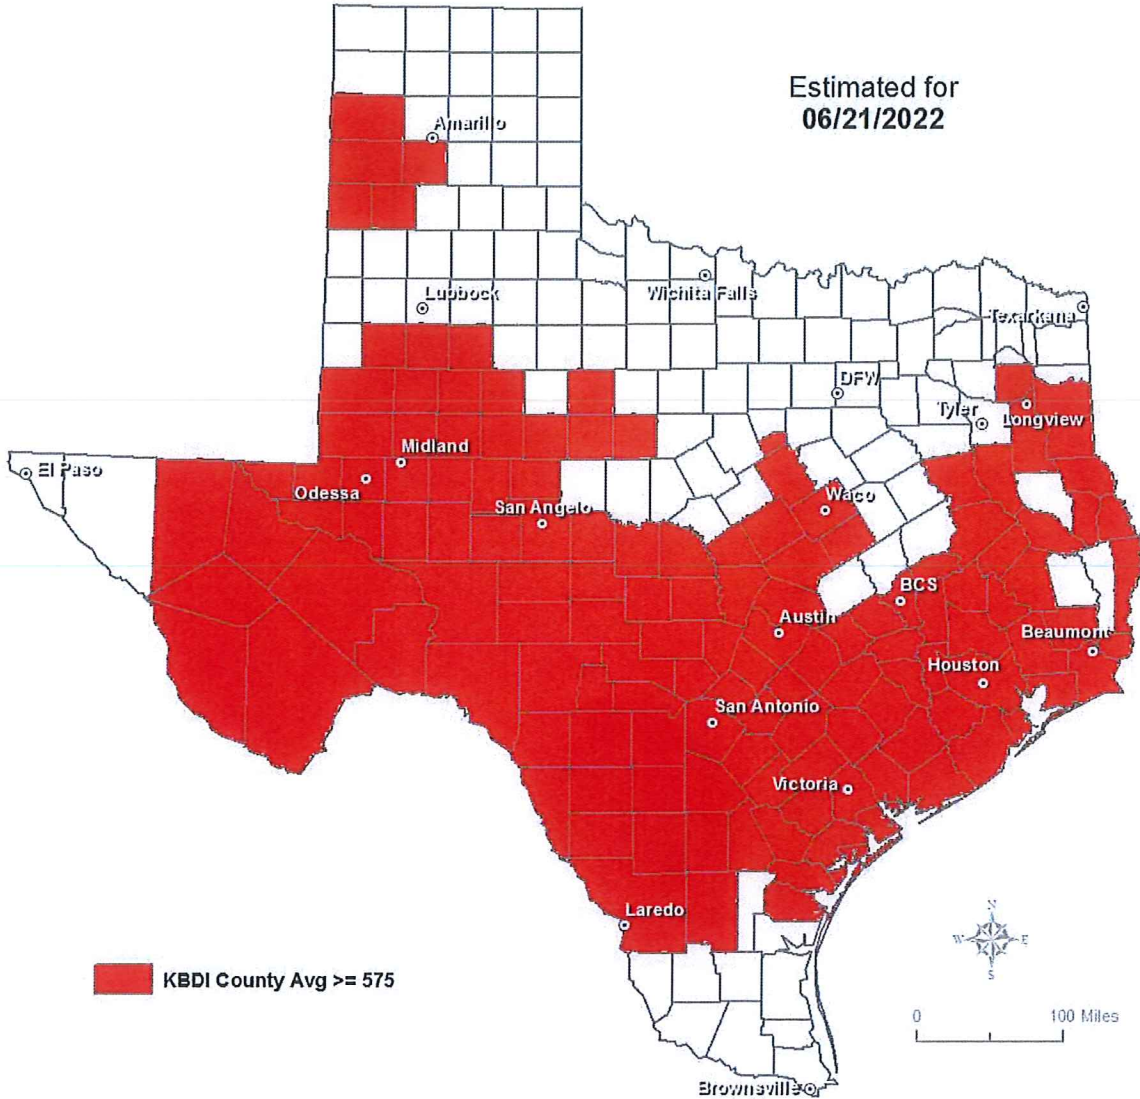 Estimated for
06/21/2022
Amarillo
Lubbock
Wichita Falls
Texarkana
DFW
Tyler
Longview
El Paso
Midland
Odessa
San Angelo
Waco
BCS
Austin
Beaumont
Houston
San Antonio
Victoria
Laredo
N
W E
S
KBDI County Avg >= 575
0 100 Miles
Brownsville